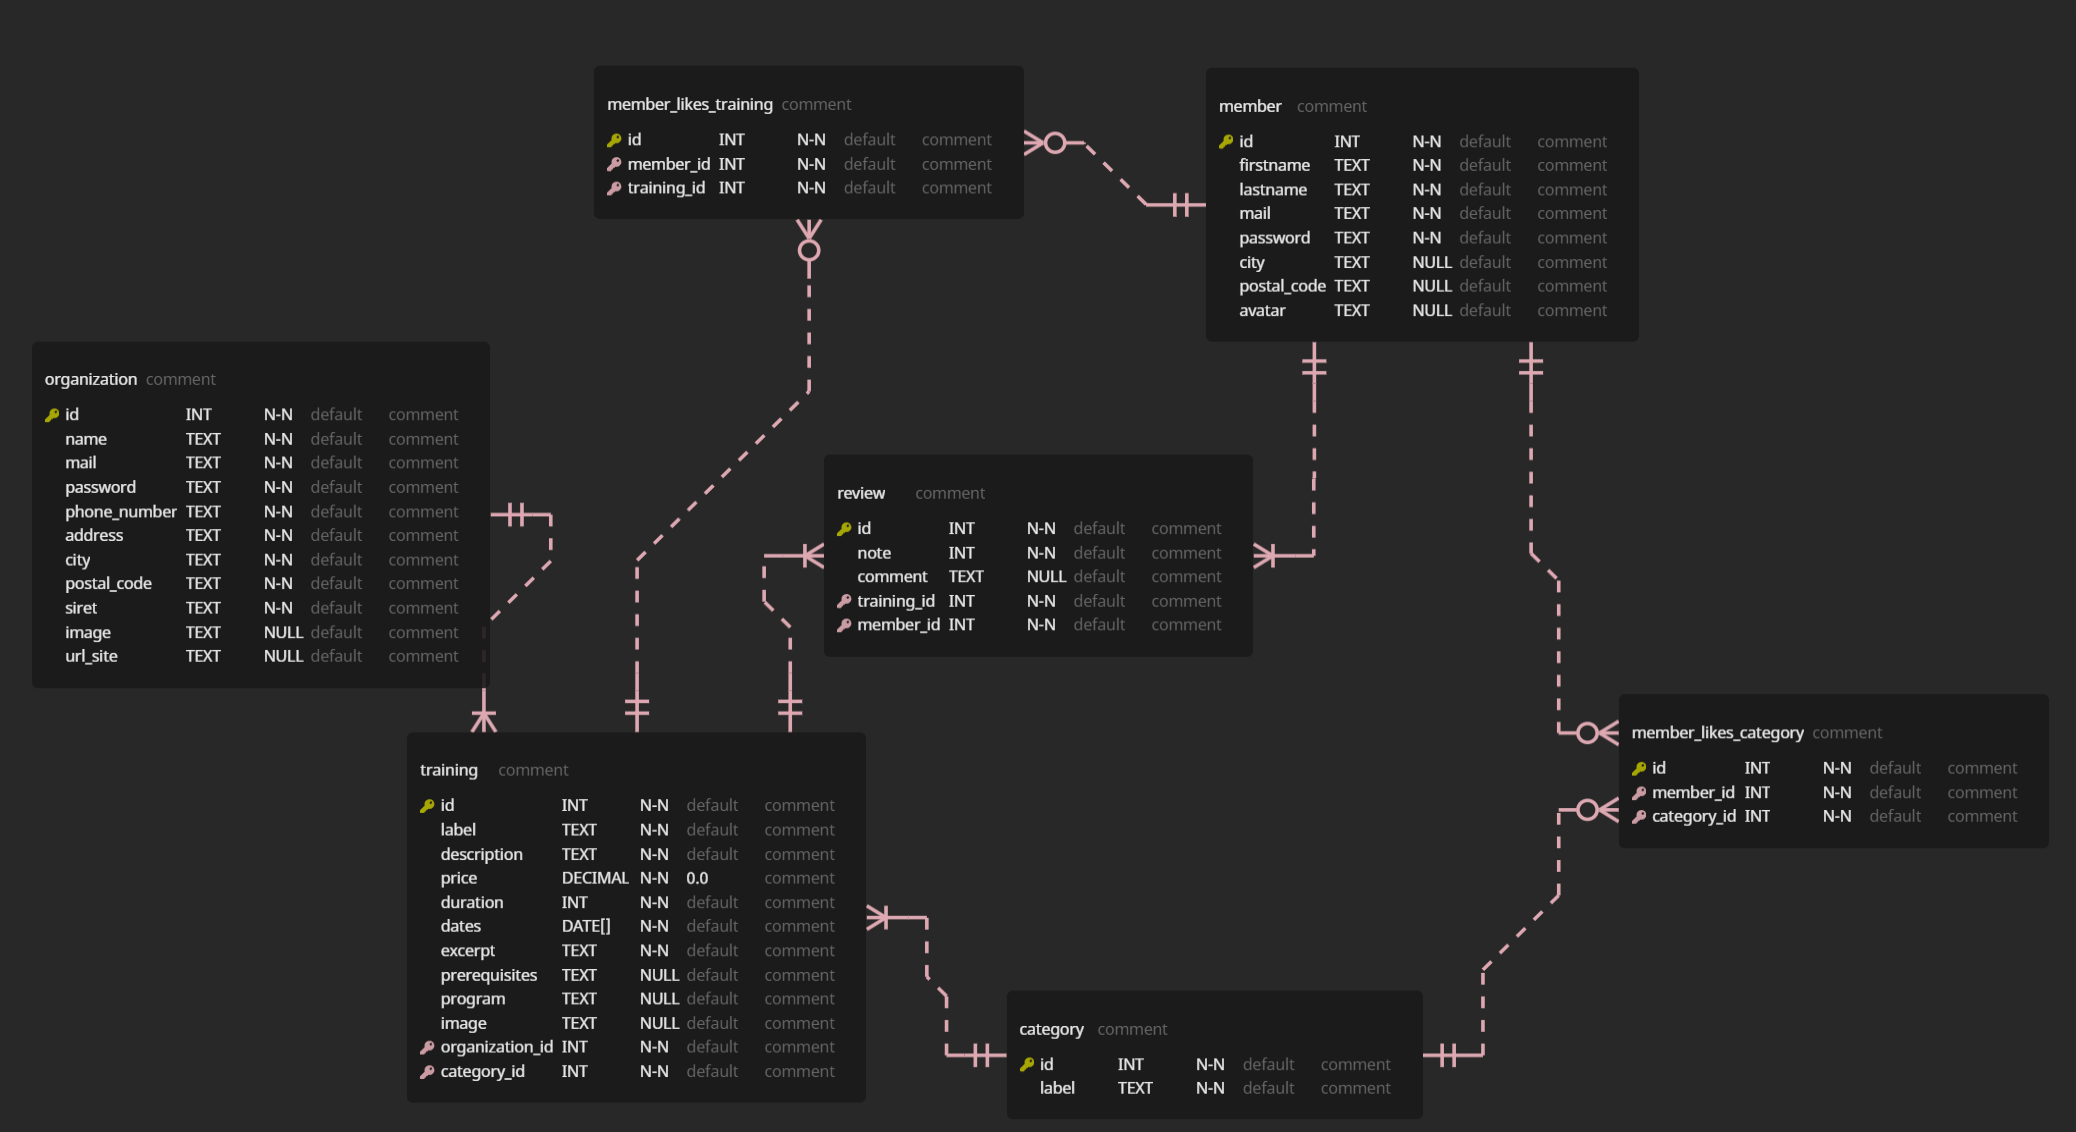 member_likes_training comment
id INT N-N default comment
member_id INT N-N default comment
training_id INT N-N default comment
member comment
id INT N-N default comment
firstname TEXT N-N default comment
lastname TEXT N-N default comment
mail TEXT N-N default comment
password TEXT N-N default comment
city TEXT NULL default comment
postal_code TEXT NULL default comment
avatar TEXT NULL default comment
organization comment
id INT N-N default comment
name TEXT N-N default comment
mail TEXT N-N default comment
password TEXT N-N default comment
phone_number TEXT N-N default comment
address TEXT N-N default comment
city TEXT N-N default comment
postal_code TEXT N-N default comment
siret TEXT N-N default comment
image TEXT NULL default comment
url_site TEXT NULL default comment
review comment
id INT N-N default comment
note INT N-N default comment
comment TEXT NULL default comment
training_id INT N-N default comment
member_id INT N-N default comment
training comment
id INT N-N default comment
label TEXT N-N default comment
description TEXT N-N default comment
price DECIMAL N-N 0.0 comment
duration INT N-N default comment
dates DATE[] N-N default comment
excerpt TEXT N-N default comment
prerequisites TEXT NULL default comment
program TEXT NULL default comment
image TEXT NULL default comment
organization_id INT N-N default comment
category_id INT N-N default comment
member_likes_category comment
id INT N-N default comment
member_id INT N-N default comment
category_id INT N-N default comment
category comment
id INT N-N default comment
label TEXT N-N default comment